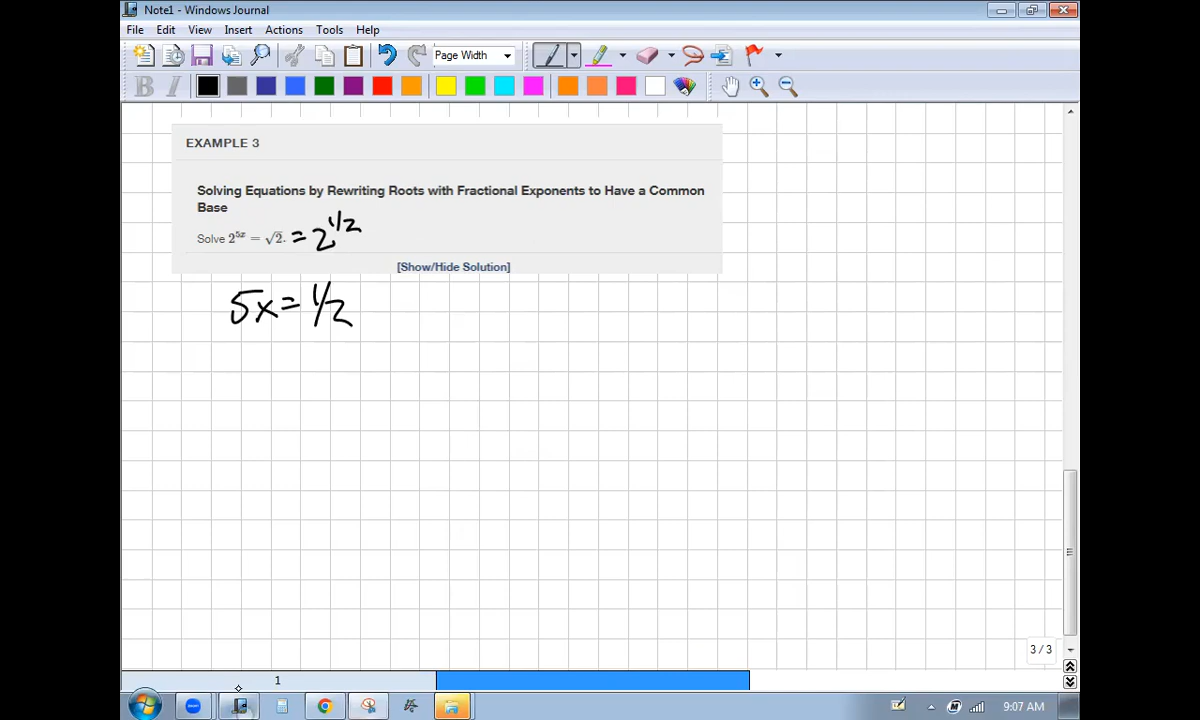 Note1 - Windows Journal
File Edit View Insert Actions Tools Help
Page Width
B I
EXAMPLE 3
Solving Equations by Rewriting Roots with Fractional Exponents to Have a Common
Base
Solve 2^{5x} = √2. = 2^{1/2}
[Show/Hide Solution]
5x = 1/2
3 / 3
1
9:07 AM